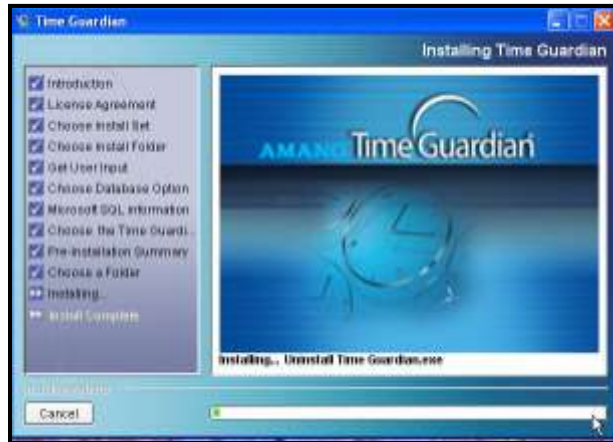 Time Guardian
Installing Time Guardian
Introduction
License Agreement
Choose Install Set
Choose Install Folder
Get User Input
Choose Database Option
Microsoft SQL Information
Choose the Time Guardi...
Pre-Installation Summary
Choose a Folder
Installing...
Install Complete
AMANO Time Guardian
Installing... Uninstall Time Guardian.exe
Cancel